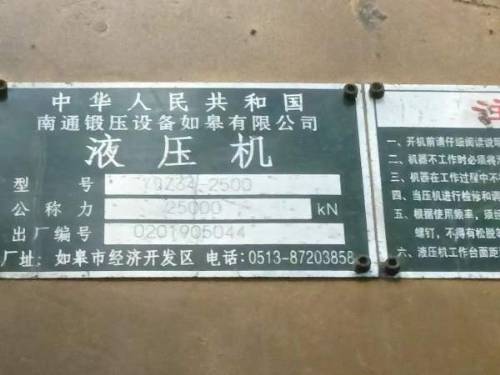 中华人民共和国
南通锻压设备如皋有限公司
液压机
型 号
-2500
公称力 25000 kN
出厂编号 0201905044
厂址: 如皋市经济开发区 电话: 0513-87203858
一、开机前请仔细阅读说明
二、机器不工作时必须将
三、机器在工作过程中不
四、当压机进行检修和调
五、根据使用频率, 须
螺钉, 不得有松脱
六、液压机工作台面距